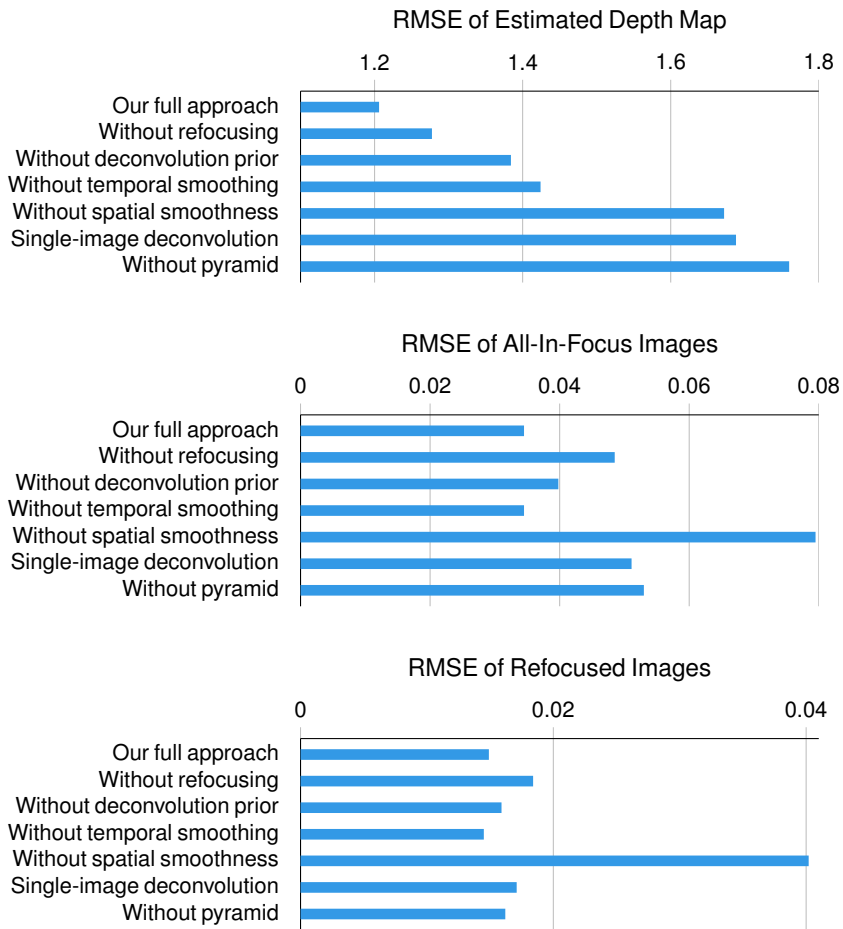 RMSE of Estimated Depth Map
1.2 1.4 1.6 1.8
Our full approach
Without refocusing
Without deconvolution prior
Without temporal smoothing
Without spatial smoothness
Single-image deconvolution
Without pyramid
RMSE of All-In-Focus Images
0 0.02 0.04 0.06 0.08
Our full approach
Without refocusing
Without deconvolution prior
Without temporal smoothing
Without spatial smoothness
Single-image deconvolution
Without pyramid
RMSE of Refocused Images
0 0.02 0.04
Our full approach
Without refocusing
Without deconvolution prior
Without temporal smoothing
Without spatial smoothness
Single-image deconvolution
Without pyramid